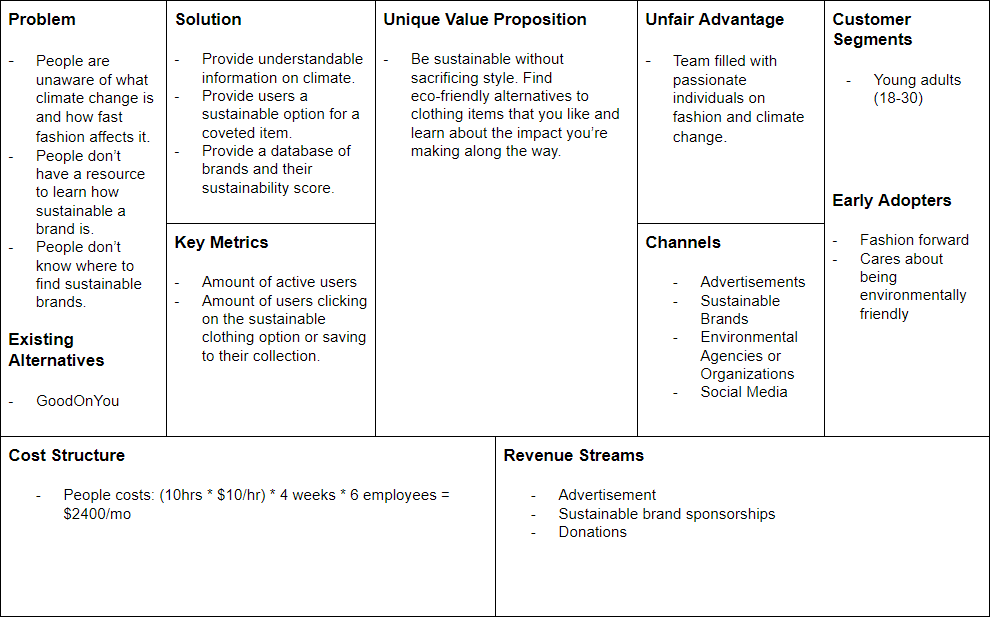 Problem
- People are
unaware of what
climate change is
and how fast
fashion affects it.
- People don't
have a resource
to learn how
sustainable a
brand is.
- People don't
know where to
find sustainable
brands.
Existing
Alternatives
- GoodOnYou
Solution
- Provide understandable
information on climate.
- Provide users a
sustainable option for a
coveted item.
- Provide a database of
brands and their
sustainability score.
Key Metrics
- Amount of active users
- Amount of users clicking
on the sustainable
clothing option or saving
to their collection.
Unique Value Proposition
- Be sustainable without
sacrificing style. Find
eco-friendly alternatives to
clothing items that you like and
learn about the impact you're
making along the way.
Unfair Advantage
- Team filled with
passionate
individuals on
fashion and climate
change.
Channels
- Advertisements
- Sustainable
Brands
- Environmental
Agencies or
Organizations
- Social Media
Customer
Segments
- Young adults
(18-30)
Early Adopters
- Fashion forward
- Cares about
being
environmentally
friendly
Cost Structure
- People costs: (10hrs * $10/hr) * 4 weeks * 6 employees =
$2400/mo
Revenue Streams
- Advertisement
- Sustainable brand sponsorships
- Donations